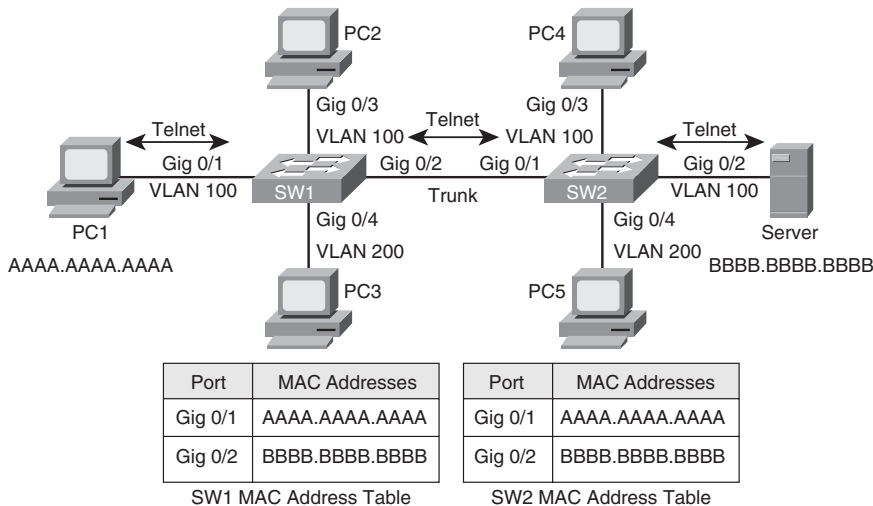 PC2
PC4
Gig 0/3
Gig 0/3
Telnet
VLAN 100
Telnet
VLAN 100
Telnet
Gig 0/1
Gig 0/2
Gig 0/1
Gig 0/2
VLAN 100
SW1
Trunk
SW2
VLAN 100
PC1
Gig 0/4
Gig 0/4
Server
AAAA.AAAA.AAAA
VLAN 200
VLAN 200
BBBB.BBBB.BBBB
PC3
PC5
Port MAC Addresses
Gig 0/1 AAAA.AAAA.AAAA
Gig 0/2 BBBB.BBBB.BBBB
SW1 MAC Address Table
Port MAC Addresses
Gig 0/1 AAAA.AAAA.AAAA
Gig 0/2 BBBB.BBBB.BBBB
SW2 MAC Address Table